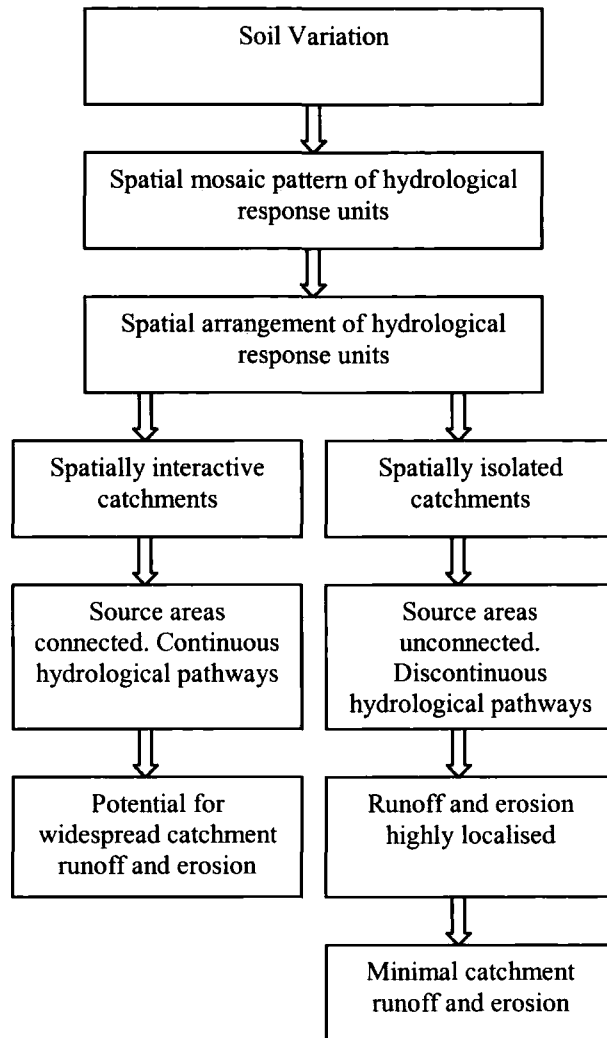 Soil Variation
Spatial mosaic pattern of hydrological
response units
Spatial arrangement of hydrological
response units
Spatially interactive
catchments
Spatially isolated
catchments
Source areas
connected. Continuous
hydrological pathways
Source areas
unconnected.
Discontinuous
hydrological pathways
Potential for
widespread catchment
runoff and erosion
Runoff and erosion
highly localised
Minimal catchment
runoff and erosion